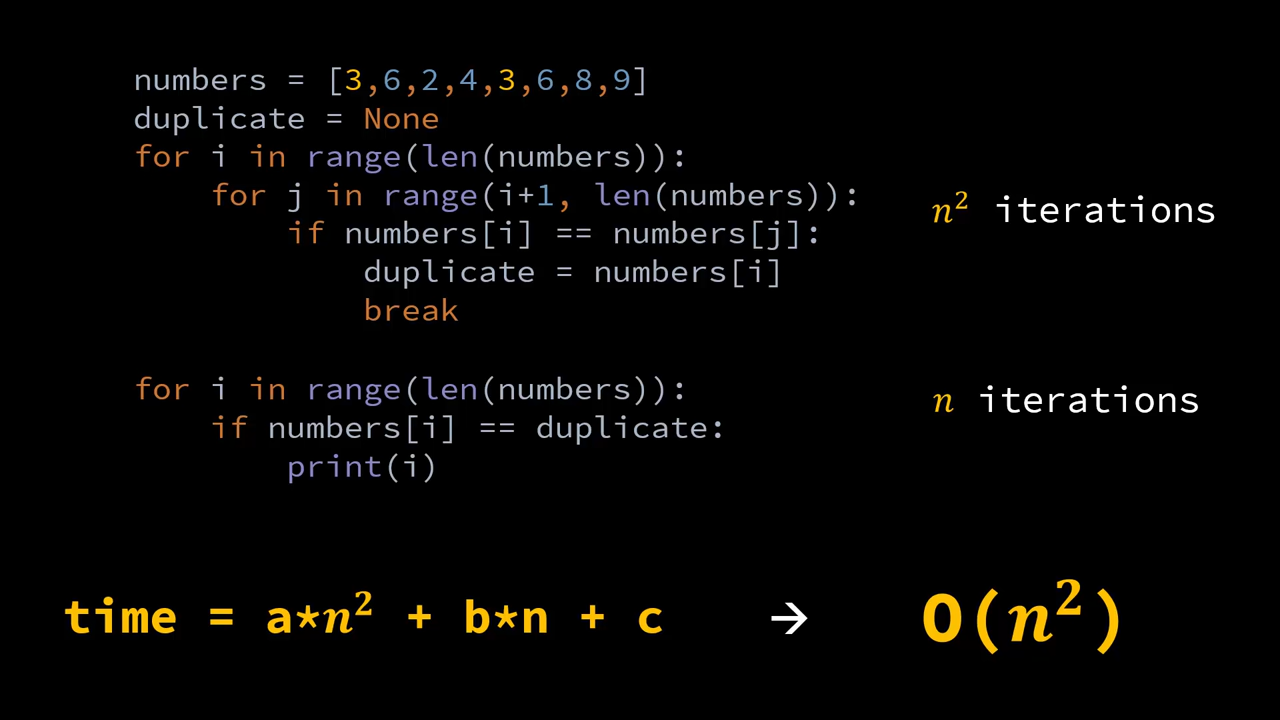 numbers = [3,6,2,4,3,6,8,9]
duplicate = None
for i in range(len(numbers)):
    for j in range(i+1, len(numbers)):
        if numbers[i] == numbers[j]:
            duplicate = numbers[i]
            break
n² iterations
for i in range(len(numbers)):
    if numbers[i] == duplicate:
        print(i)
n iterations
time = a*n² + b*n + c → O(n²)